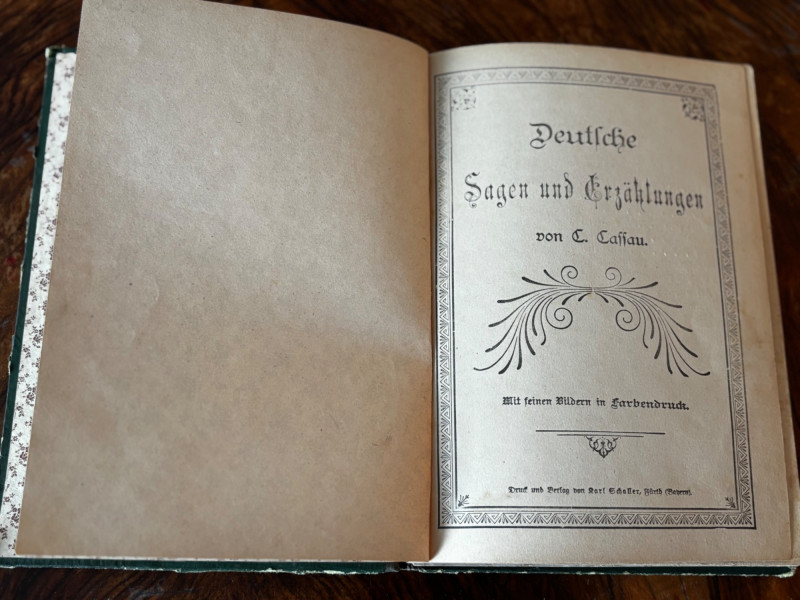 Deutsche
Sagen und Erzählungen
von C. Cassau.
Mit feinen Bildern in Farbendruck.
Druck und Verlag von Karl Schaller, Fürth (Bayern).